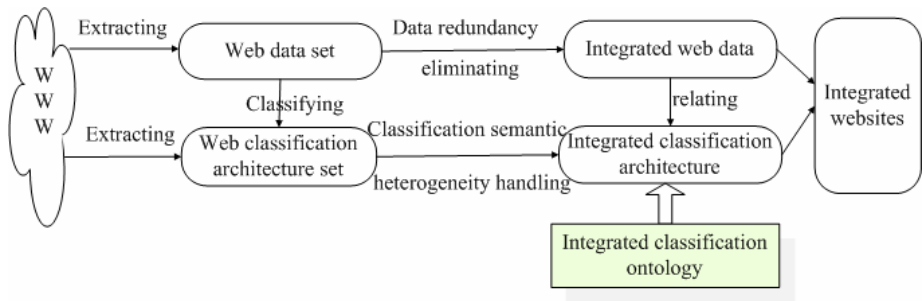 Extracting
Web data set
Data redundancy
eliminating
Integrated web data
W
W
W
Classifying
relating
Integrated
websites
Extracting
Web classification
architecture set
Classification semantic
heterogeneity handling
Integrated classification
architecture
Integrated classification
ontology